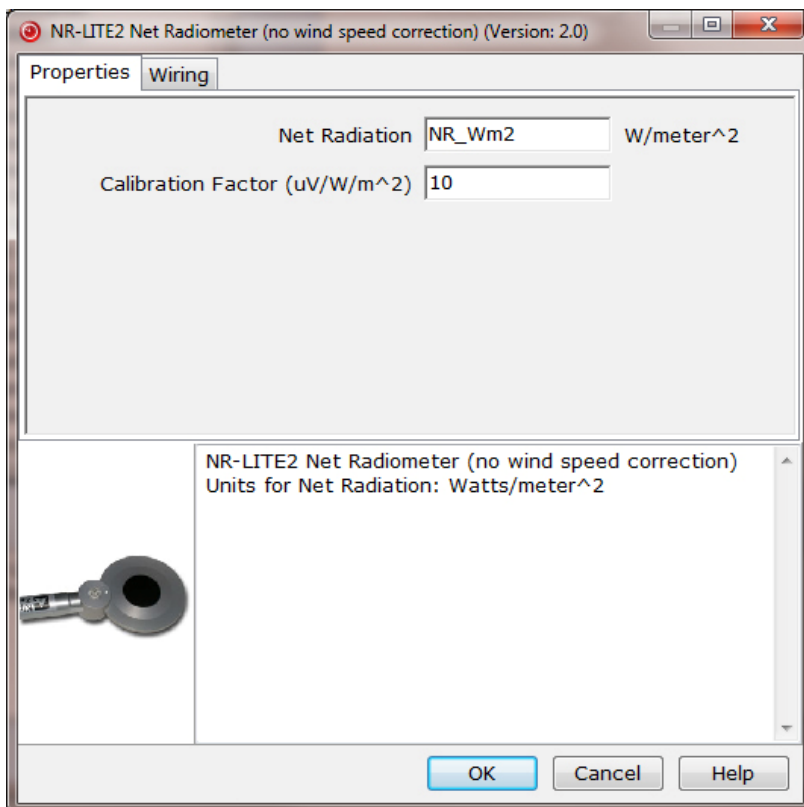 NR-LITE2 Net Radiometer (no wind speed correction) (Version: 2.0)
Properties Wiring
Net Radiation NR_Wm2 W/meter^2
Calibration Factor (uV/W/m^2) 10
NR-LITE2 Net Radiometer (no wind speed correction)
Units for Net Radiation: Watts/meter^2
OK Cancel Help